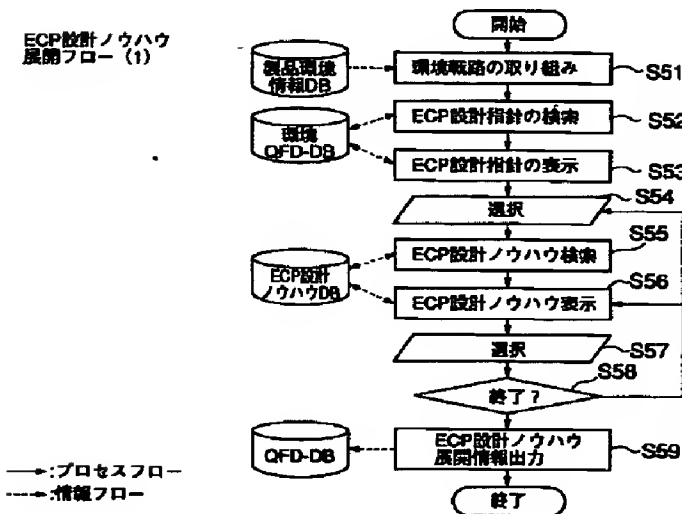 ECP設計ノウハウ
展開フロー (1)
開始
製品環境
情報DB
環境戦略の取り組み
S51
環境
QFD-DB
ECP設計指針の検索
S52
ECP設計指針の表示
S53
S54
選択
S55
ECP設計ノウハウ検索
ECP設計
ノウハウDB
S56
ECP設計ノウハウ表示
選択
S57
S58
終了?
QFD-DB
ECP設計ノウハウ
展開情報出力
S59
終了
:プロセスフロー
:情報フロー